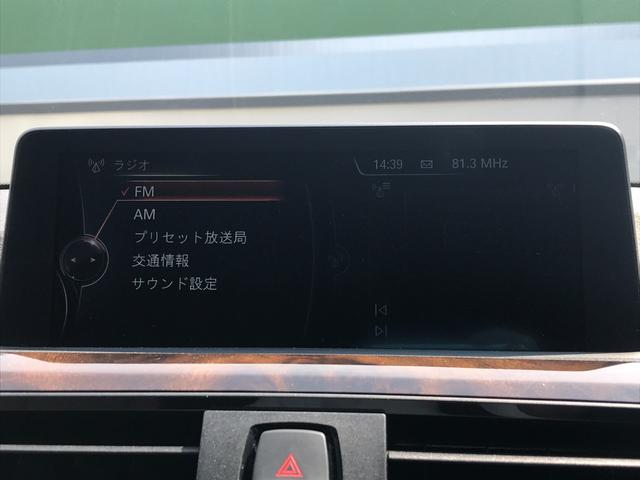 ラジオ
14:39 81.3 MHz
✓ FM
AM
プリセット放送局
交通情報
サウンド設定